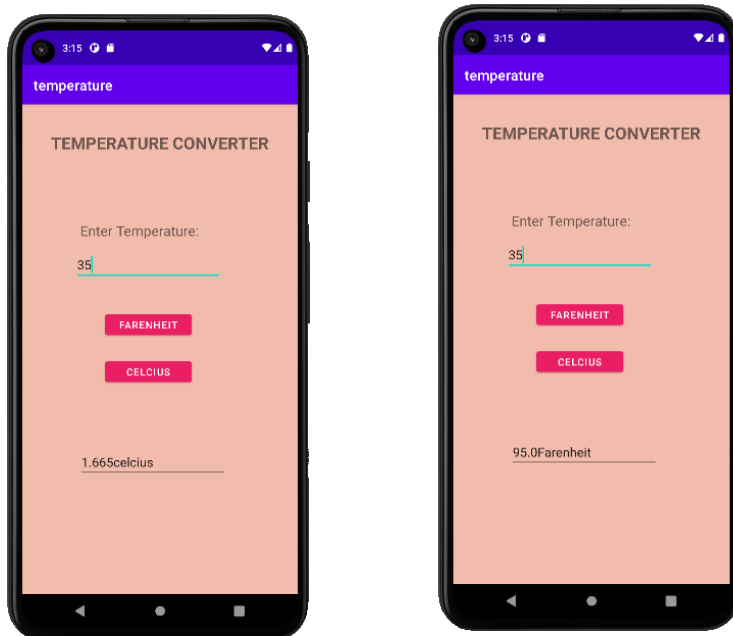 3:15
temperature
TEMPERATURE CONVERTER
Enter Temperature:
35
FARENHEIT
CELCIUS
1.665celcius
3:15
temperature
TEMPERATURE CONVERTER
Enter Temperature:
35
FARENHEIT
CELCIUS
95.0Farenheit